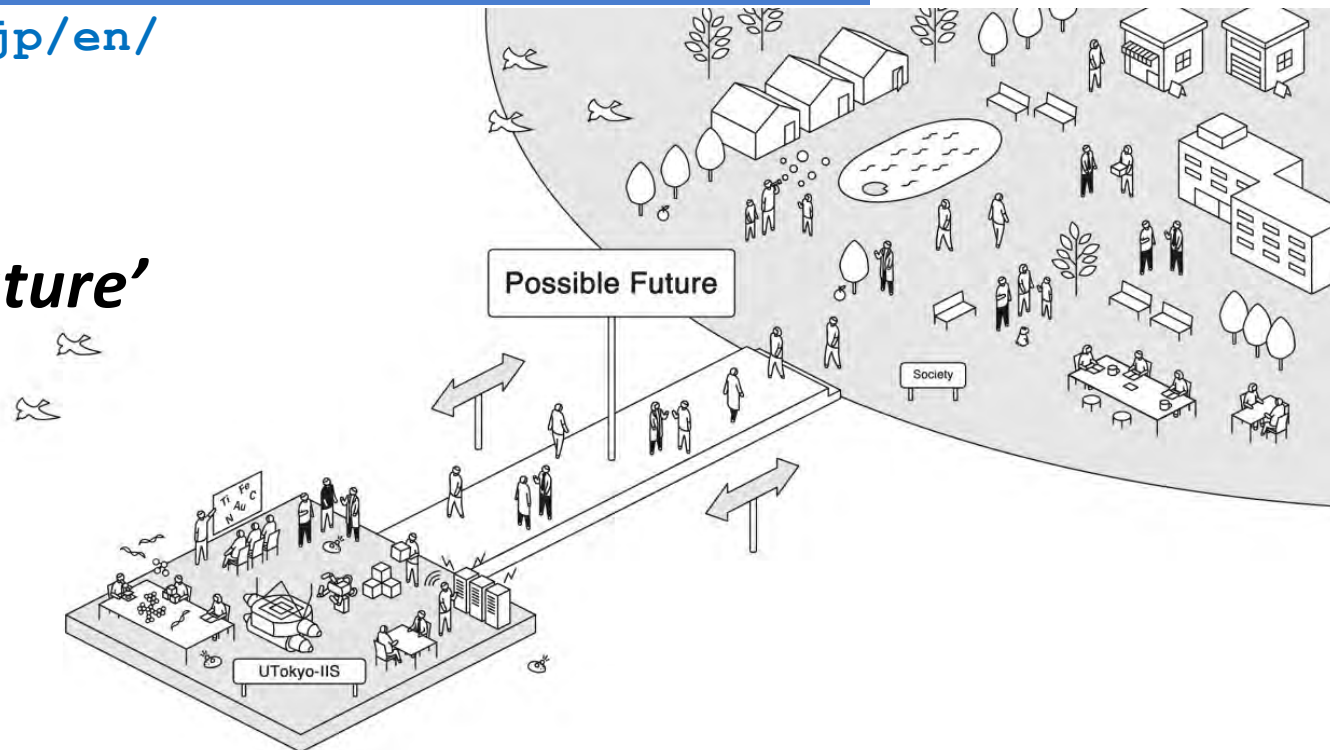 jp/en/
ture’
Possible Future
Society
Ti Fe
Au C
N
UTokyo-IIS